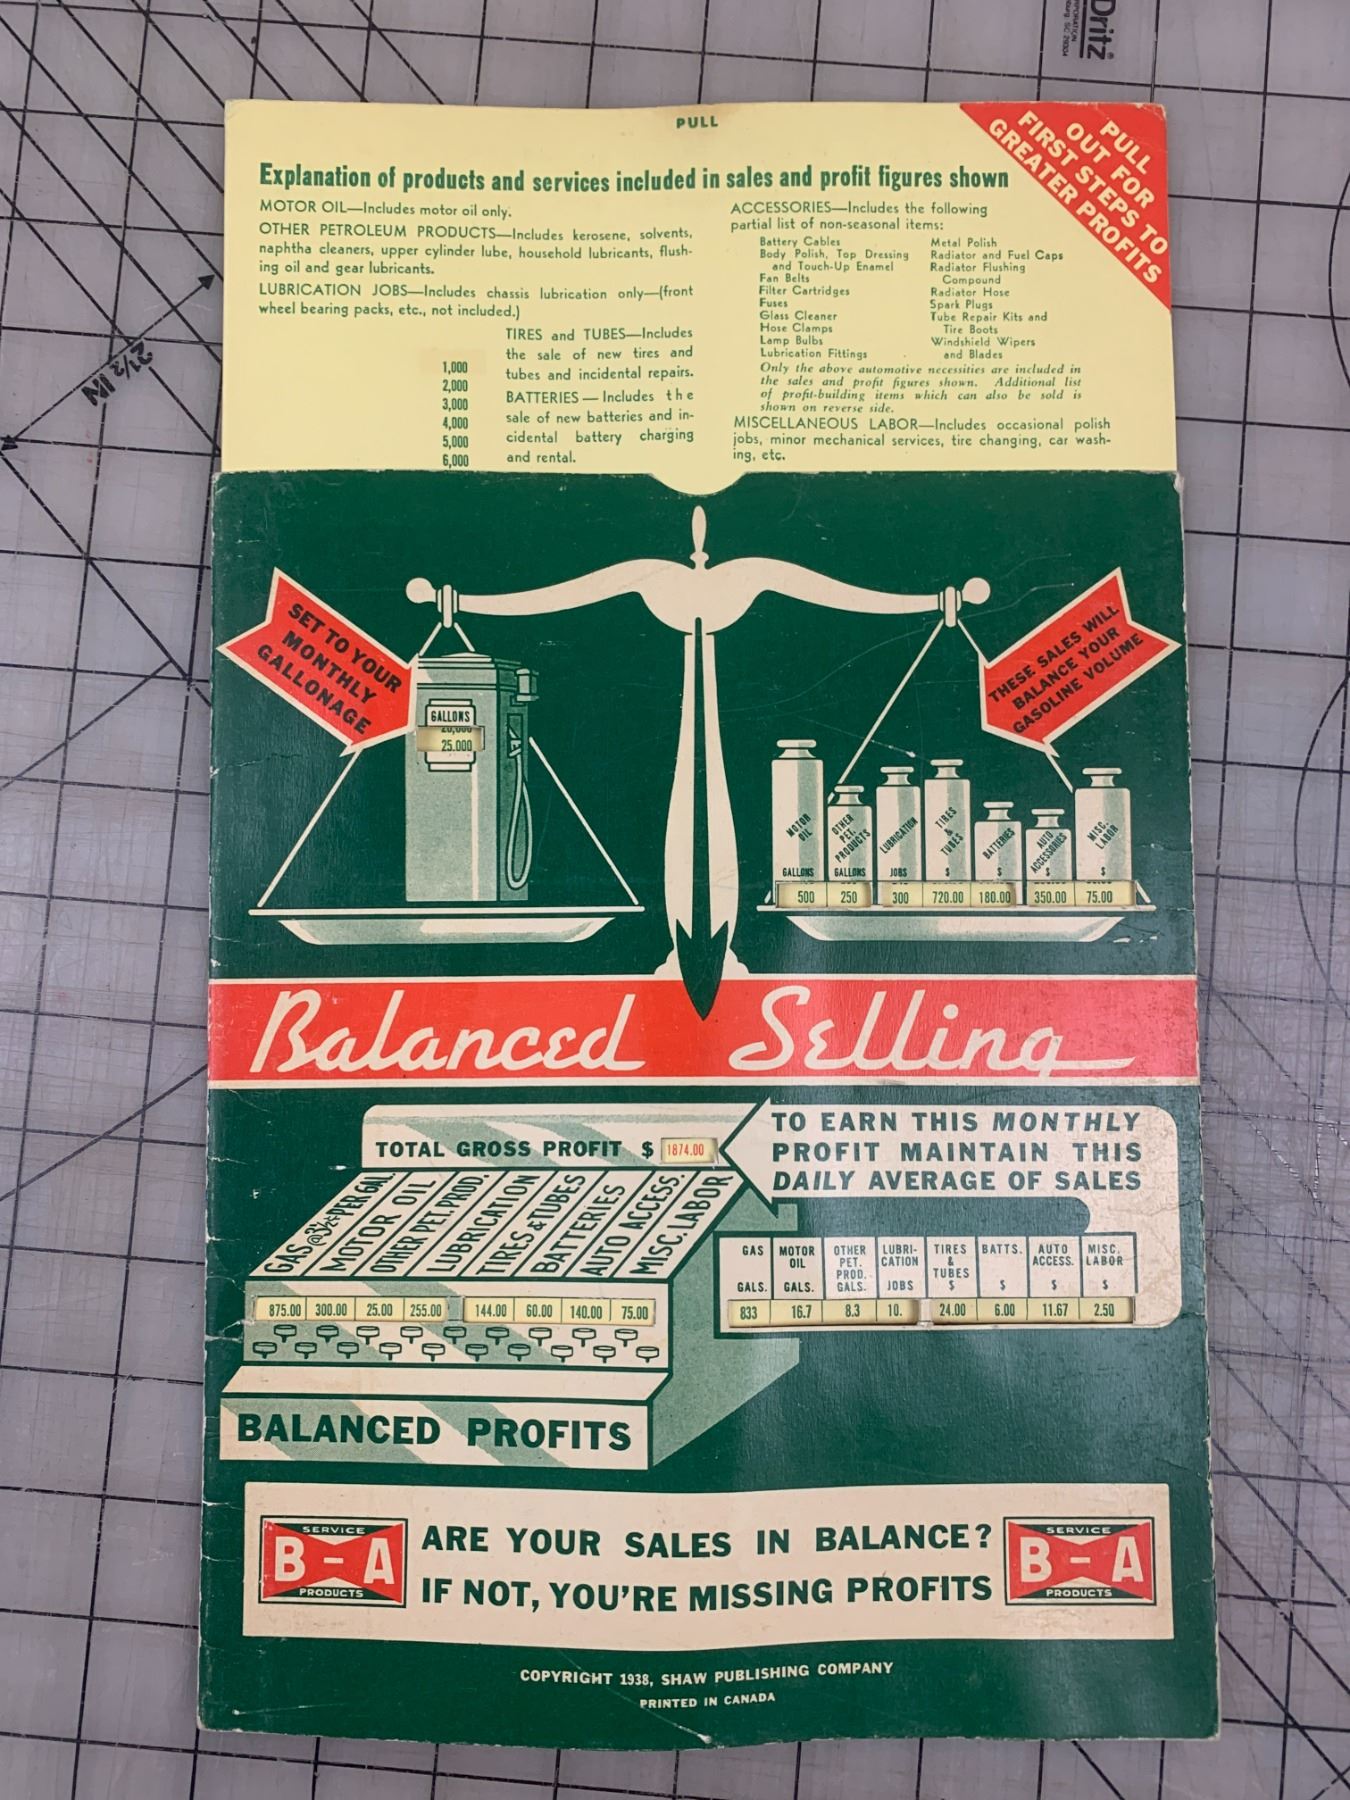 Dritz®
PORATION
burg, SC 29304
PULL
PULL
OUT FOR
FIRST STEPS TO
GREATER PROFITS
Explanation of products and services included in sales and profit figures shown
MOTOR OIL—Includes motor oil only.
OTHER PETROLEUM PRODUCTS—Includes kerosene, solvents,
naphtha cleaners, upper cylinder lube, household lubricants, flush-
ing oil and gear lubricants.
LUBRICATION JOBS—Includes chassis lubrication only—(front
wheel bearing packs, etc., not included.)
TIRES and TUBES—Includes
the sale of new tires and
tubes and incidental repairs.
BATTERIES—Includes the
sale of new batteries and in-
cidental battery charging
and rental.
1,000
2,000
3,000
4,000
5,000
6,000
ACCESSORIES—Includes the following
partial list of non-seasonal items:
Battery Cables
Body Polish, Top Dressing
and Touch-Up Enamel
Fan Belts
Filter Cartridges
Fuses
Glass Cleaner
Hose Clamps
Lamp Bulbs
Lubrication Fittings
Metal Polish
Radiator and Fuel Caps
Radiator Flushing
Compound
Radiator Hose
Spark Plugs
Tube Repair Kits and
Tire Boots
Windshield Wipers
and Blades
Only the above automotive necessities are included in
the sales and profit figures shown. Additional list
of profit-building items which can also be sold is
shown on reverse side.
MISCELLANEOUS LABOR—Includes occasional polish
jobs, minor mechanical services, tire changing, car wash-
ing, etc.
2½ IN
SET TO YOUR
MONTHLY
GALLONAGE
GALLONS
20,000
25.000
THESE SALES WILL
BALANCE YOUR
GASOLINE VOLUME
MOTOR OIL GALLONS
OTHER PET. PRODUCTS GALLONS
LUBRICATION JOBS
TIRES & TUBES $
BATTERIES $
AUTO ACCESSORIES $
MISC. LABOR $
500 250 300 720.00 180.00 350.00 75.00
Balanced Selling
TOTAL GROSS PROFIT $ 1874.00
TO EARN THIS MONTHLY
PROFIT MAINTAIN THIS
DAILY AVERAGE OF SALES
GAS @3½¢ PER GAL.
MOTOR OIL
OTHER PET. PROD.
LUBRICATION
TIRES & TUBES
BATTERIES
AUTO ACCESS.
MISC. LABOR
875.00 300.00 25.00 255.00 144.00 60.00 140.00 75.00
GAS GALS.
MOTOR OIL GALS.
OTHER PET. PROD. GALS.
LUBRI-CATION JOBS
TIRES & TUBES $
BATTS. $
AUTO ACCESS. $
MISC. LABOR $
833 16.7 8.3 10. 24.00 6.00 11.67 2.50
BALANCED PROFITS
SERVICE
B-A
PRODUCTS
ARE YOUR SALES IN BALANCE?
IF NOT, YOU'RE MISSING PROFITS
SERVICE
B-A
PRODUCTS
COPYRIGHT 1938, SHAW PUBLISHING COMPANY
PRINTED IN CANADA